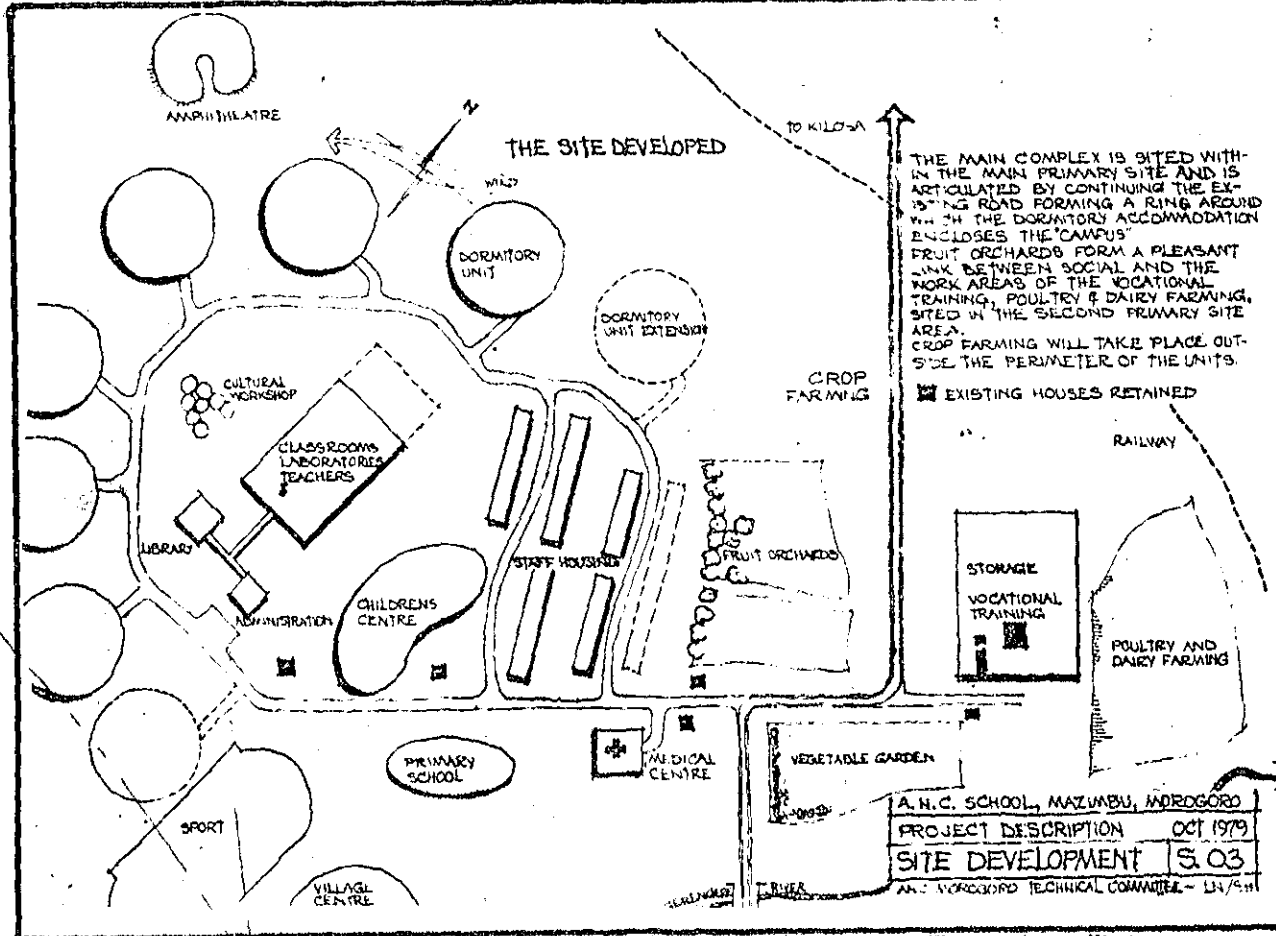 AMPHITHEATRE
N
THE SITE DEVELOPED
WIND
TO KILOSA
THE MAIN COMPLEX IS SITED WITH-
IN THE MAIN PRIMARY SITE AND IS
ARTICULATED BY CONTINUING THE EX-
ISTING ROAD FORMING A RING AROUND
WHICH THE DORMITORY ACCOMMODATION
ENCLOSES THE "CAMPUS"
FRUIT ORCHARDS FORM A PLEASANT
LINK BETWEEN SOCIAL AND THE
WORK AREAS OF THE VOCATIONAL
TRAINING, POULTRY & DAIRY FARMING,
SITED IN THE SECOND PRIMARY SITE
AREA.
CROP FARMING WILL TAKE PLACE OUT-
SIDE THE PERIMETER OF THE UNITS.
EXISTING HOUSES RETAINED
DORMITORY
UNIT
DORMITORY
UNIT EXTENSION
CROP
FARMING
RAILWAY
CULTURAL
WORKSHOP
CLASSROOMS
LABORATORIES
TEACHERS
LIBRARY
ADMINISTRATION
CHILDRENS
CENTRE
STAFF HOUSING
FRUIT ORCHARDS
STORAGE
VOCATIONAL
TRAINING
POULTRY AND
DAIRY FARMING
PRIMARY
SCHOOL
MEDICAL
CENTRE
VEGETABLE GARDEN
SPORT
VILLAGE
CENTRE
RIVER
A.N.C. SCHOOL, MAZIMBU, MOROGORO
PROJECT DESCRIPTION OCT 1979
SITE DEVELOPMENT S.03
ANC MOROGORO TECHNICAL COMMITTEE -